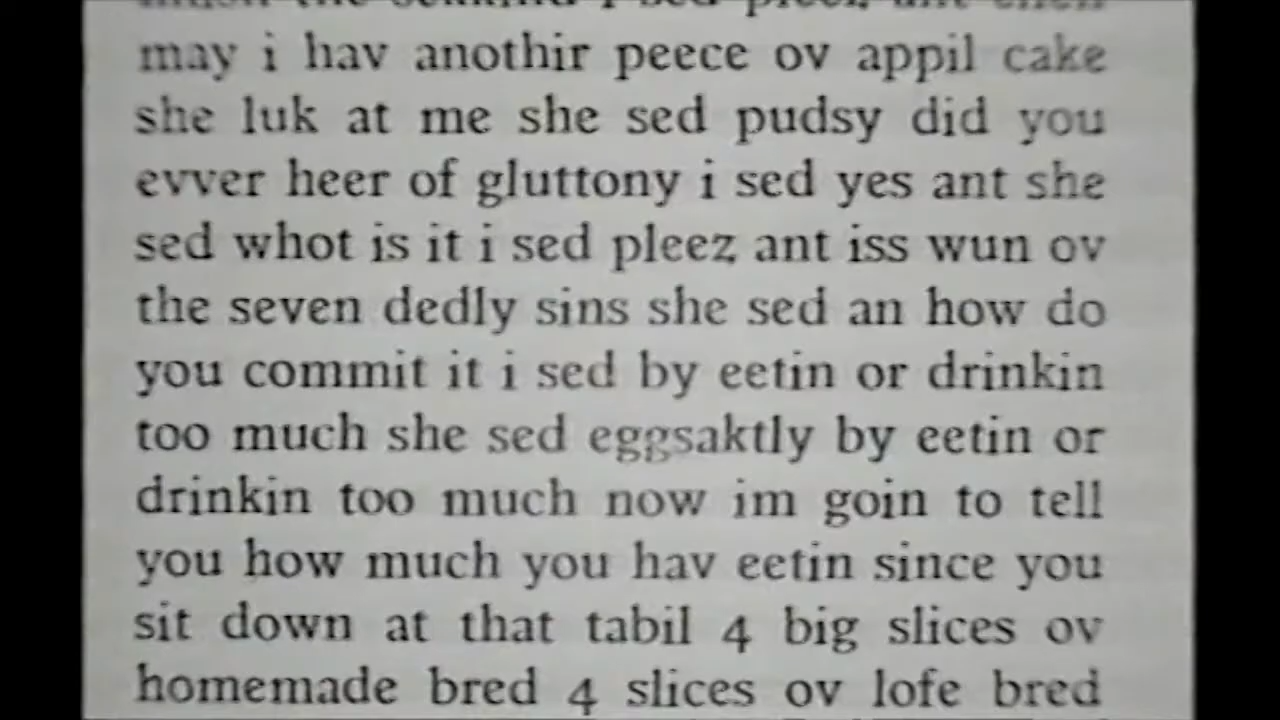 may i hav anothir peece ov appil cake
she luk at me she sed pudsy did you
evver heer of gluttony i sed yes ant she
sed whot is it i sed pleez ant iss wun ov
the seven dedly sins she sed an how do
you commit it i sed by eetin or drinkin
too much she sed eggsaktly by eetin or
drinkin too much now im goin to tell
you how much you hav eetin since you
sit down at that tabil 4 big slices ov
homemade bred 4 slices ov lofe bred